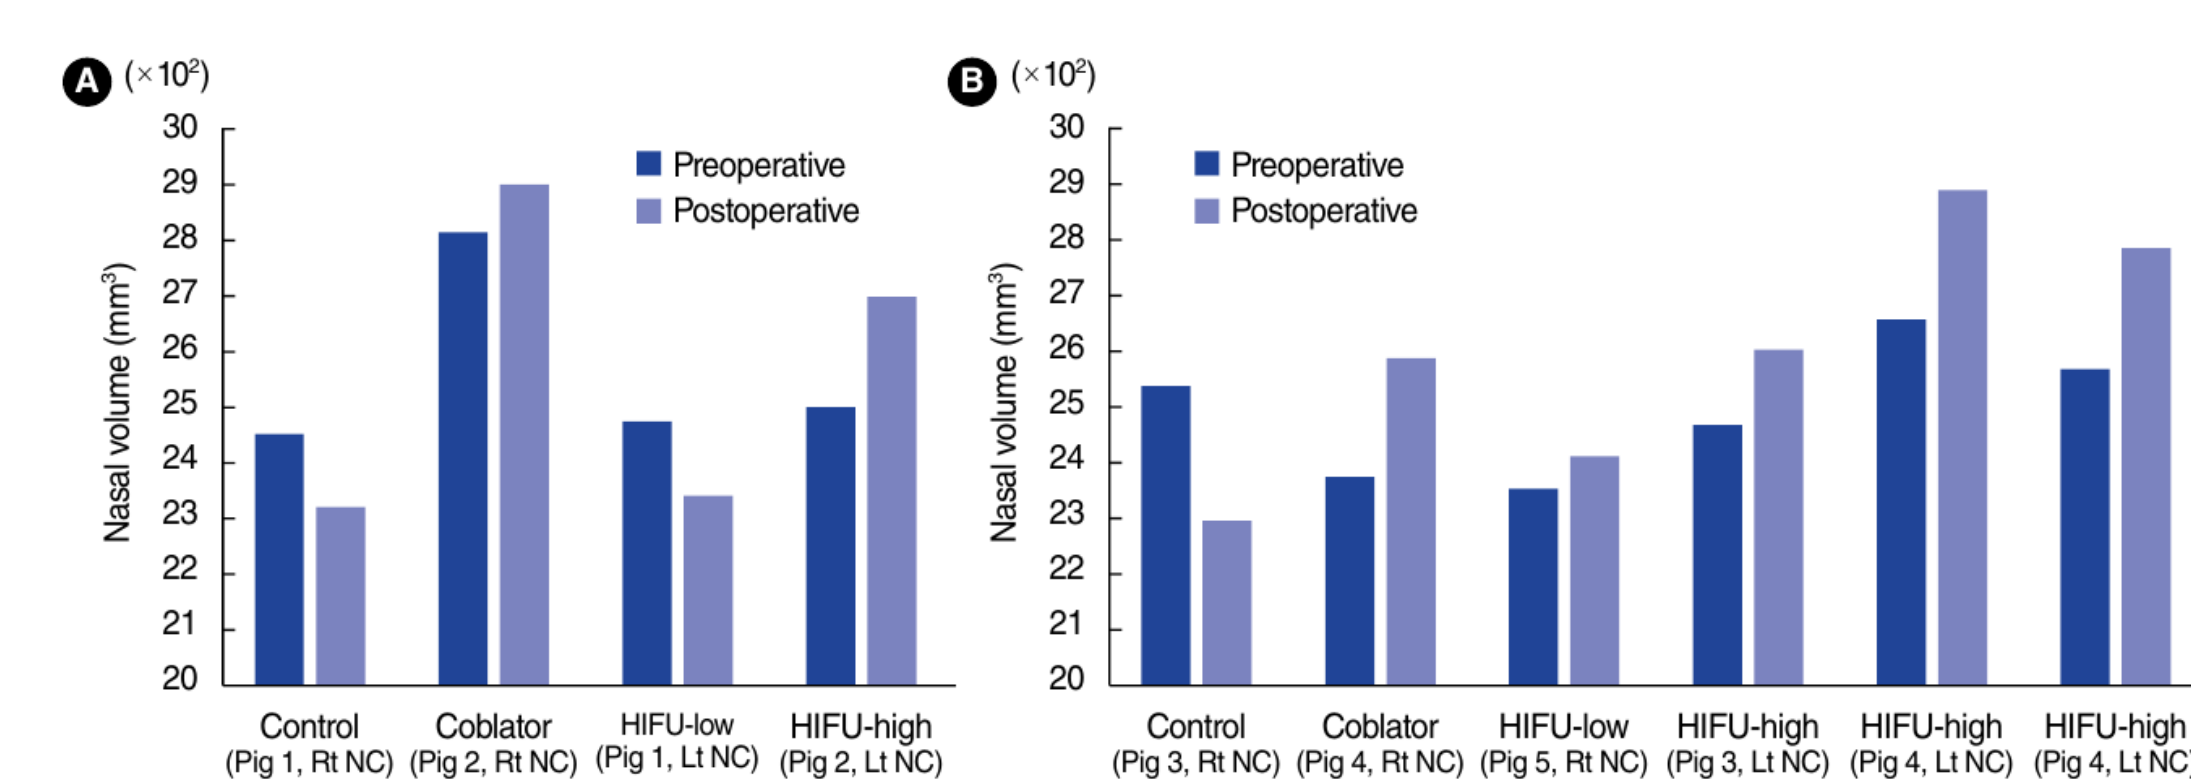 A (×10²)
30
29
28
27
26
25
24
23
22
21
20
Nasal volume (mm³)
Preoperative
Postoperative
Control
(Pig 1, Rt NC)
Coblator
(Pig 2, Rt NC)
HIFU-low
(Pig 1, Lt NC)
HIFU-high
(Pig 2, Lt NC)
B (×10²)
30
29
28
27
26
25
24
23
22
21
20
Nasal volume (mm³)
Preoperative
Postoperative
Control
(Pig 3, Rt NC)
Coblator
(Pig 4, Rt NC)
HIFU-low
(Pig 5, Rt NC)
HIFU-high
(Pig 3, Lt NC)
HIFU-high
(Pig 4, Lt NC)
HIFU-high
(Pig 4, Lt NC)